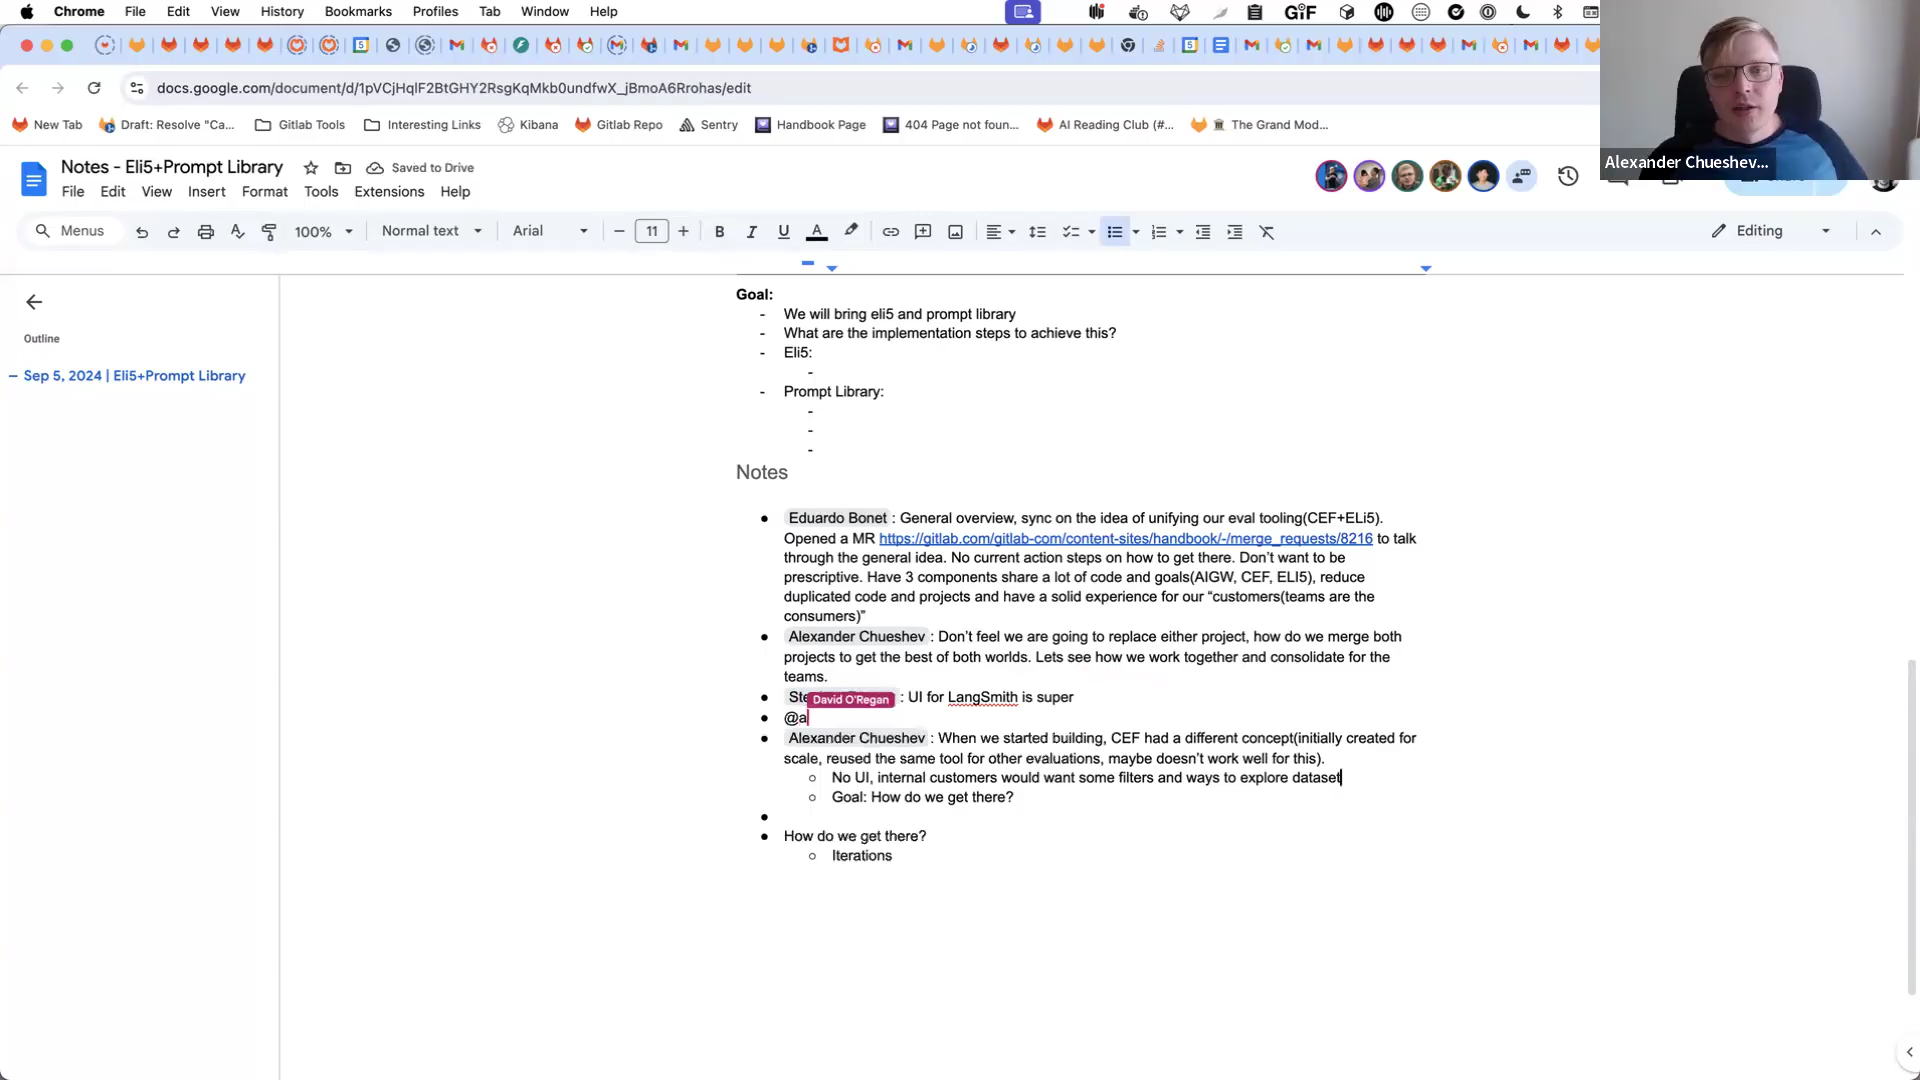 Chrome File Edit View History Bookmarks Profiles Tab Window Help
GIF
docs.google.com/document/d/1pVCjHqlF2BtGHY2RsgKqMkb0undfwX_jBmoA6Rrohas/edit
New Tab Draft: Resolve "Ca... Gitlab Tools Interesting Links Kibana Gitlab Repo Sentry Handbook Page 404 Page not foun... AI Reading Club (#... The Grand Mod...
Alexander Chueshev...
Notes - Eli5+Prompt Library Saved to Drive
File Edit View Insert Format Tools Extensions Help
Menus 100% Normal text Arial 11 Editing
Outline
Sep 5, 2024 | Eli5+Prompt Library
Goal:
- We will bring eli5 and prompt library
- What are the implementation steps to achieve this?
- Eli5:
-
- Prompt Library:
-
-
-
Notes
● Eduardo Bonet : General overview, sync on the idea of unifying our eval tooling(CEF+ELi5).
Opened a MR https://gitlab.com/gitlab-com/content-sites/handbook/-/merge_requests/8216 to talk
through the general idea. No current action steps on how to get there. Don’t want to be
prescriptive. Have 3 components share a lot of code and goals(AIGW, CEF, ELI5), reduce
duplicated code and projects and have a solid experience for our “customers(teams are the
consumers)”
● Alexander Chueshev : Don’t feel we are going to replace either project, how do we merge both
projects to get the best of both worlds. Lets see how we work together and consolidate for the
teams.
● Ste David O'Regan : UI for LangSmith is super
● @a
● Alexander Chueshev : When we started building, CEF had a different concept(initially created for
scale, reused the same tool for other evaluations, maybe doesn’t work well for this).
○ No UI, internal customers would want some filters and ways to explore dataset
○ Goal: How do we get there?
●
● How do we get there?
○ Iterations